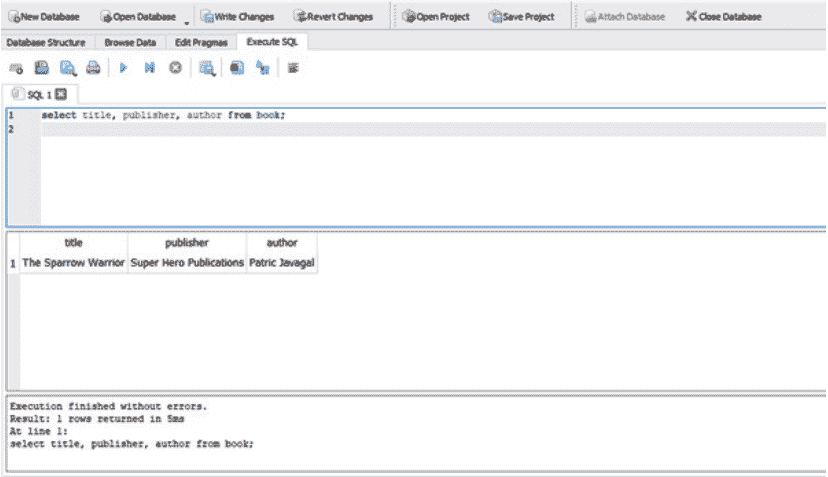 New Database Open Database Write Changes Revert Changes Open Project Save Project Attach Database Close Database
Database Structure Browse Data Edit Pragmas Execute SQL
SQL 1
1 select title, publisher, author from book;
2
title publisher author
1 The Sparrow Warrior Super Hero Publications Patric Javagal
Execution finished without errors.
Result: 1 rows returned in 5ms
At line 1:
select title, publisher, author from book;